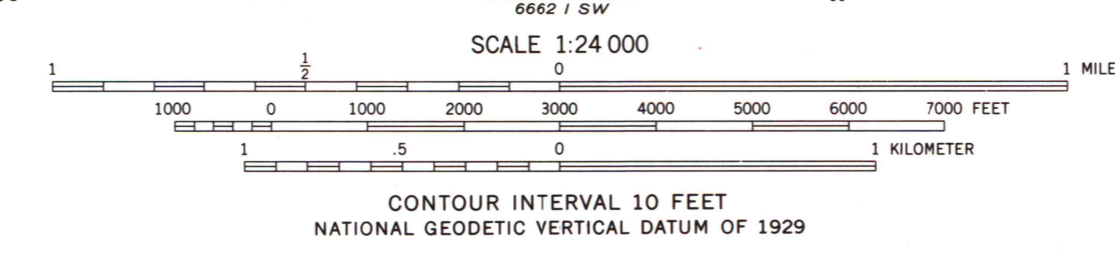 6662 I SW
SCALE 1:24 000
1 1/2 0 1 MILE
1000 0 1000 2000 3000 4000 5000 6000 7000 FEET
1 .5 0 1 KILOMETER
CONTOUR INTERVAL 10 FEET
NATIONAL GEODETIC VERTICAL DATUM OF 1929